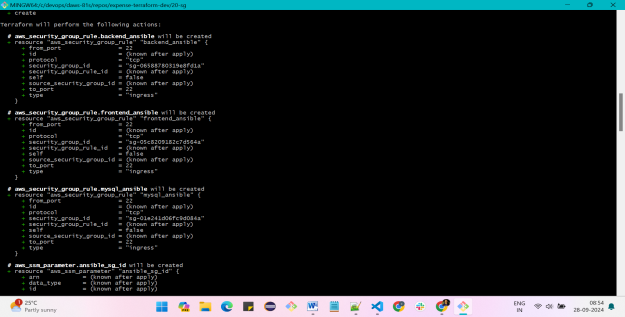 MINGW64:/c/devops/daws-81s/repos/expense-terraform-dev/20-sg
+ create
Terraform will perform the following actions:
# aws_security_group_rule.backend_ansible will be created
+ resource "aws_security_group_rule" "backend_ansible" {
+ from_port = 22
+ id = (known after apply)
+ protocol = "tcp"
+ security_group_id = "sg-06588780319e8fd1a"
+ security_group_rule_id = (known after apply)
+ self = false
+ source_security_group_id = (known after apply)
+ to_port = 22
+ type = "ingress"
}
# aws_security_group_rule.frontend_ansible will be created
+ resource "aws_security_group_rule" "frontend_ansible" {
+ from_port = 22
+ id = (known after apply)
+ protocol = "tcp"
+ security_group_id = "sg-05c8209182c7d564a"
+ security_group_rule_id = (known after apply)
+ self = false
+ source_security_group_id = (known after apply)
+ to_port = 22
+ type = "ingress"
}
# aws_security_group_rule.mysql_ansible will be created
+ resource "aws_security_group_rule" "mysql_ansible" {
+ from_port = 22
+ id = (known after apply)
+ protocol = "tcp"
+ security_group_id = "sg-01e241d06fc9d084a"
+ security_group_rule_id = (known after apply)
+ self = false
+ source_security_group_id = (known after apply)
+ to_port = 22
+ type = "ingress"
}
# aws_ssm_parameter.ansible_sg_id will be created
+ resource "aws_ssm_parameter" "ansible_sg_id" {
+ arn = (known after apply)
+ data_type = (known after apply)
+ id = (known after apply)
25°C
Partly sunny
ENG
IN
08:54
28-09-2024